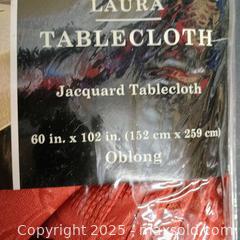 LAURA
TABLECLOTH
Jacquard Tablecloth
60 in. x 102 in. (152 cm x 259 cm)
Oblong
Copyright 2025 - maxsold.com